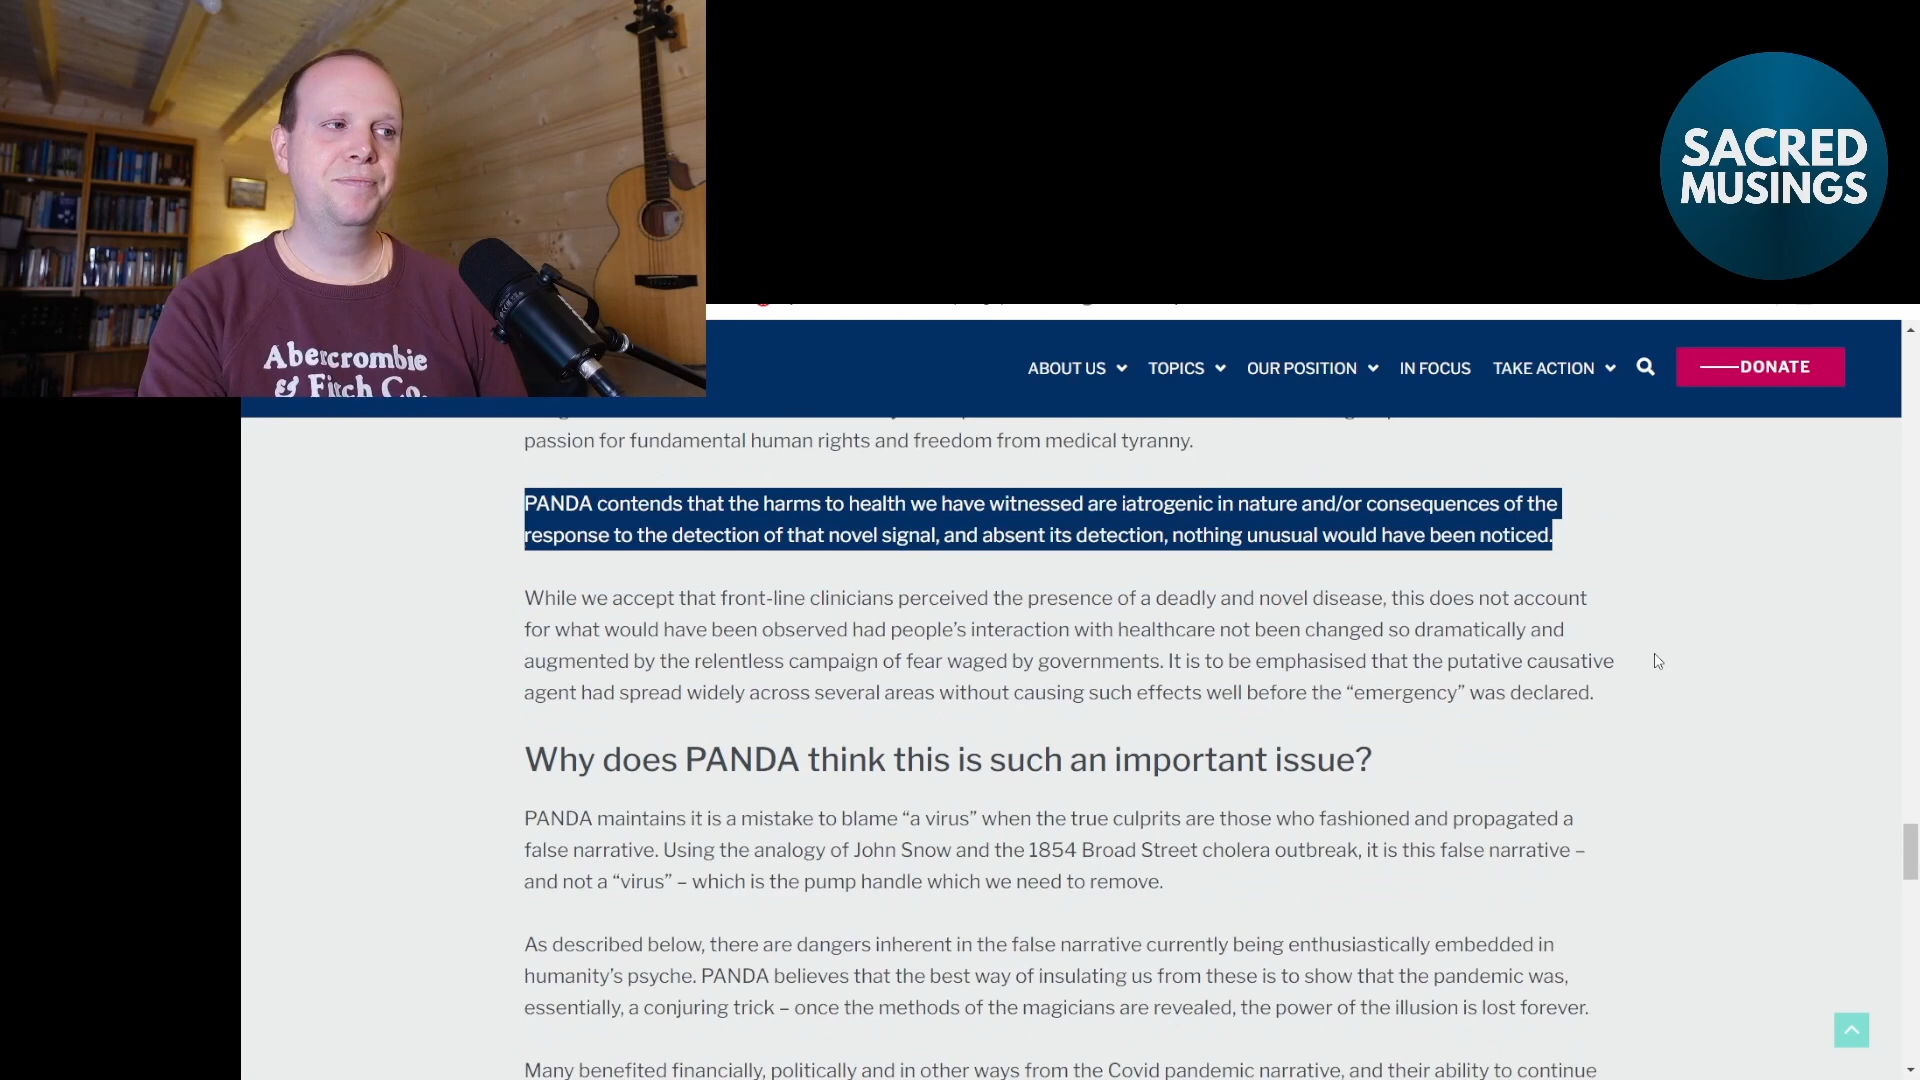 SACRED
MUSINGS
Abercrombie
& Fitch Co.
ABOUT US
TOPICS
OUR POSITION
IN FOCUS
TAKE ACTION
DONATE
passion for fundamental human rights and freedom from medical tyranny.
PANDA contends that the harms to health we have witnessed are iatrogenic in nature and/or consequences of the
response to the detection of that novel signal, and absent its detection, nothing unusual would have been noticed.
While we accept that front-line clinicians perceived the presence of a deadly and novel disease, this does not account
for what would have been observed had people’s interaction with healthcare not been changed so dramatically and
augmented by the relentless campaign of fear waged by governments. It is to be emphasised that the putative causative
agent had spread widely across several areas without causing such effects well before the “emergency” was declared.
Why does PANDA think this is such an important issue?
PANDA maintains it is a mistake to blame “a virus” when the true culprits are those who fashioned and propagated a
false narrative. Using the analogy of John Snow and the 1854 Broad Street cholera outbreak, it is this false narrative –
and not a “virus” – which is the pump handle which we need to remove.
As described below, there are dangers inherent in the false narrative currently being enthusiastically embedded in
humanity’s psyche. PANDA believes that the best way of insulating us from these is to show that the pandemic was,
essentially, a conjuring trick – once the methods of the magicians are revealed, the power of the illusion is lost forever.
Many benefited financially, politically and in other ways from the Covid pandemic narrative, and their ability to continue